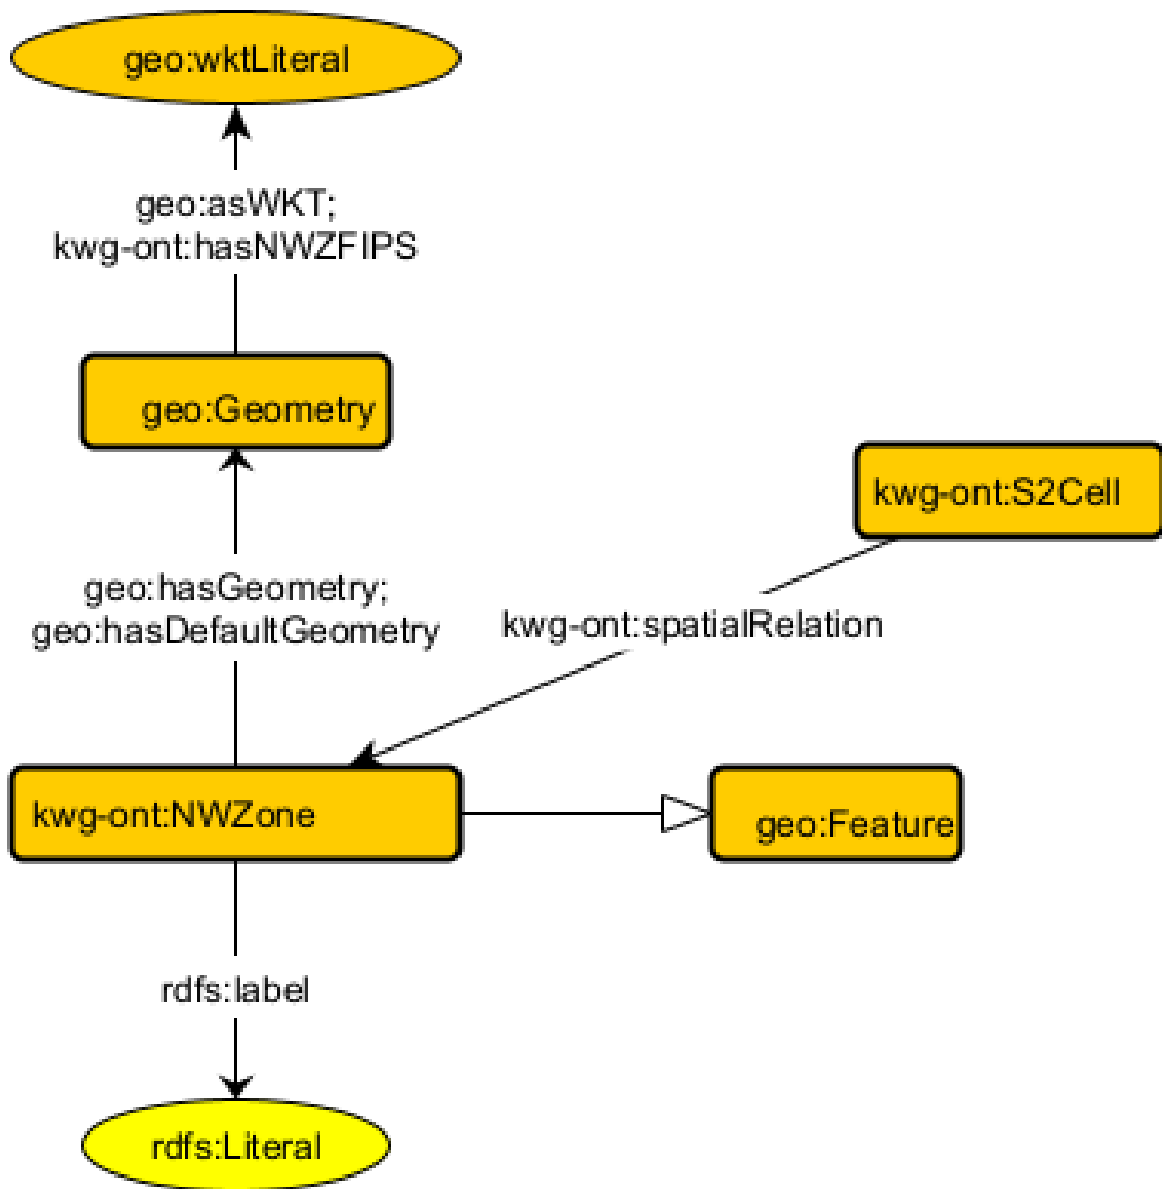 geo:wktLiteral
geo:asWKT;
kwg-ont:hasNWZFIPS
geo:Geometry
kwg-ont:S2Cell
geo:hasGeometry;
geo:hasDefaultGeometry
kwg-ont:spatialRelation
kwg-ont:NWZone
geo:Feature
rdfs:label
rdfs:Literal